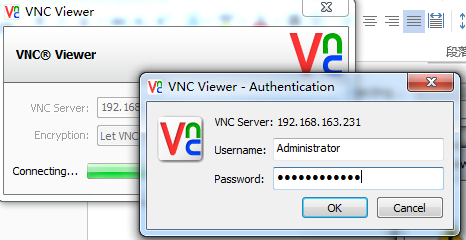 VNC Viewer
VNC® Viewer
VNC Server: 192.168
Encryption: Let VNC
Connecting...
VNC Viewer - Authentication
VNC Server: 192.168.163.231
Username: Administrator
Password: ●●●●●●●●●●●●
OK Cancel
段落